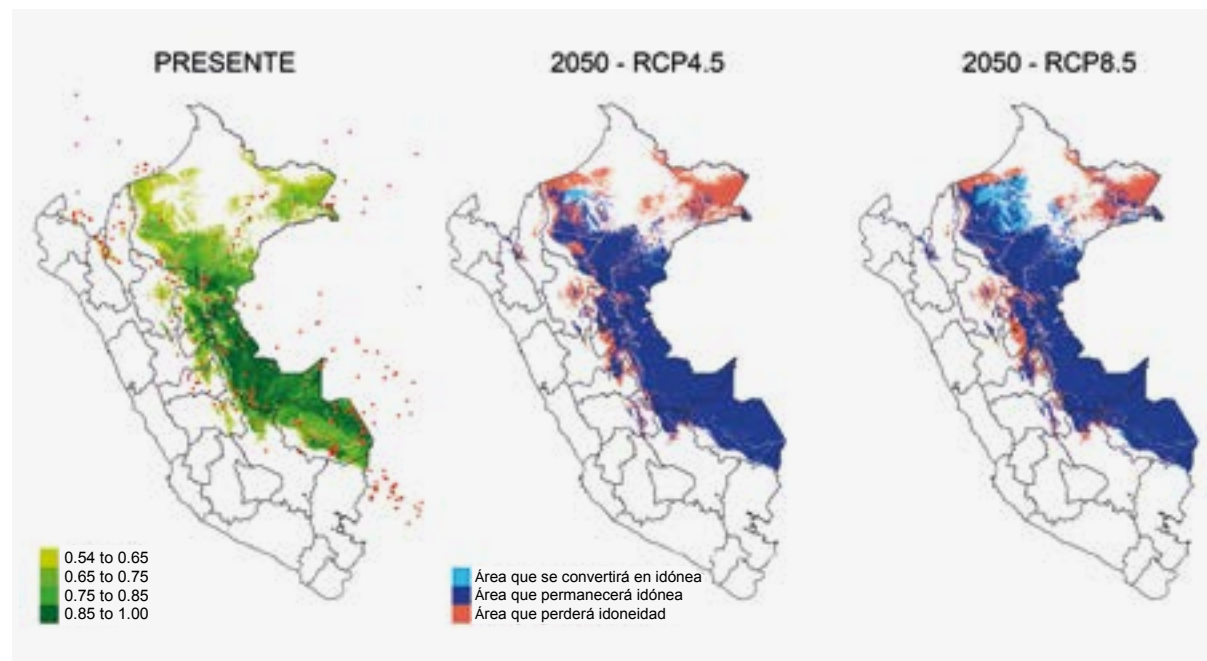 PRESENTE
2050 - RCP4.5
2050 - RCP8.5
0.54 to 0.65
0.65 to 0.75
0.75 to 0.85
0.85 to 1.00
Área que se convertirá en idónea
Área que permanecerá idónea
Área que perderá idoneidad